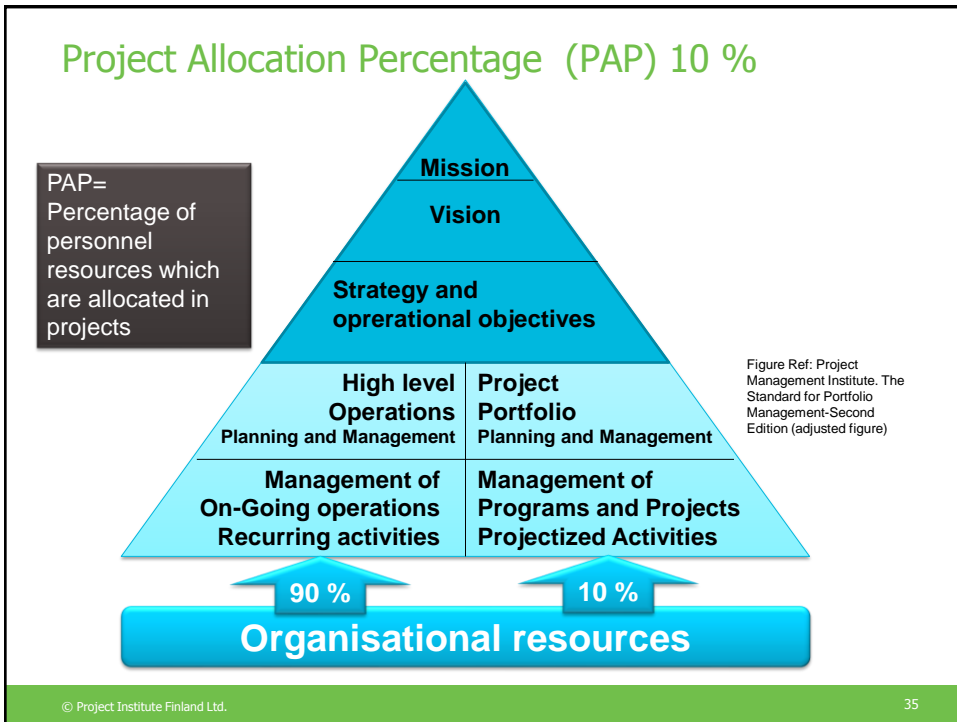 Project Allocation Percentage (PAP) 10 %
PAP=
Percentage of
personnel
resources which
are allocated in
projects
Mission
Vision
Strategy and
oprerational objectives
High level
Operations
Planning and Management
Project
Portfolio
Planning and Management
Figure Ref: Project
Management Institute. The
Standard for Portfolio
Management-Second
Edition (adjusted figure)
Management of
On-Going operations
Recurring activities
Management of
Programs and Projects
Projectized Activities
90 %
10 %
Organisational resources
© Project Institute Finland Ltd.
35